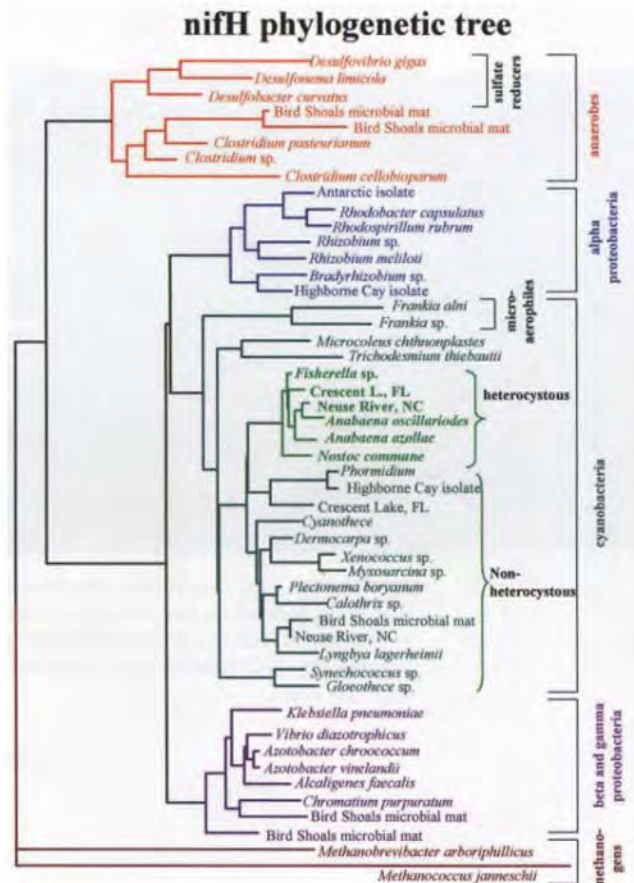 nifH phylogenetic tree
Desulfovibrio gigas
Desulfonema limicola
Desulfobacter curvatus
Bird Shoals microbial mat
Bird Shoals microbial mat
Clostridium pasteurianum
Clostridium sp.
Clostridium cellobioparum
sulfate
reducers
anaerobes
Antarctic isolate
Rhodobacter capsulatus
Rhodospirillum rubrum
Rhizobium sp.
Rhizobium meliloti
Bradyrhizobium sp.
Highborne Cay isolate
alpha
proteobacteria
Frankia alni
Frankia sp.
micro-
aerophiles
Microcoleus chthnonplastes
Trichodesmium thiebautii
Fisherella sp.
Crescent L., FL
Neuse River, NC
Anabaena oscillariodes
Anabaena azollae
Nostoc commune
heterocystous
Phormidium
Highborne Cay isolate
Crescent Lake, FL
Cyanothece
Dermocarpa sp.
Xenococcus sp.
Myxosarcina sp.
Plectonema boryanum
Calothrix sp.
Bird Shoals microbial mat
Neuse River, NC
Lyngbya lagerheimii
Synechococcus sp.
Gloeothece sp.
Non-
heterocystous
cyanobacteria
Klebsiella pneumoniae
Vibrio diazotrophicus
Azotobacter chroococcum
Azotobacter vinelandii
Alcaligenes faecalis
Chromatium purpuratum
Bird Shoals microbial mat
Bird Shoals microbial mat
beta and gamma
proteobacteria
Methanobrevibacter arboriphillicus
Methanococcus janneschii
methano-
gens